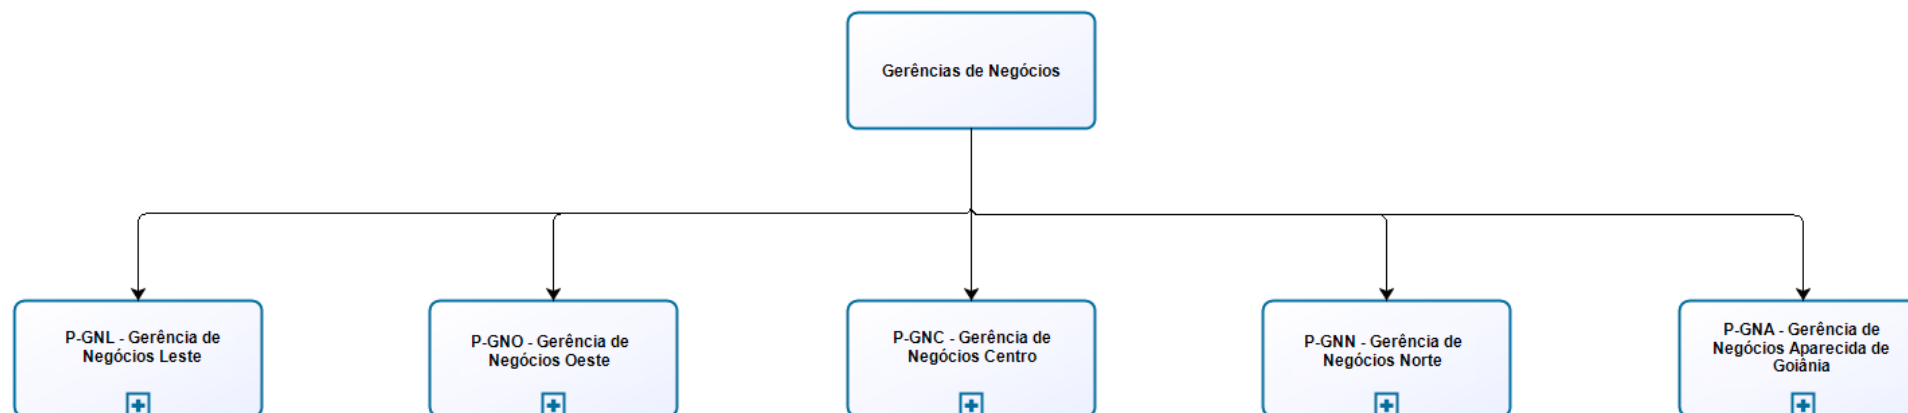 Gerências de Negócios
P-GNL - Gerência de
Negócios Leste
P-GNO - Gerência de
Negócios Oeste
P-GNC - Gerência de
Negócios Centro
P-GNN - Gerência de
Negócios Norte
P-GNA - Gerência de
Negócios Aparecida de
Goiânia